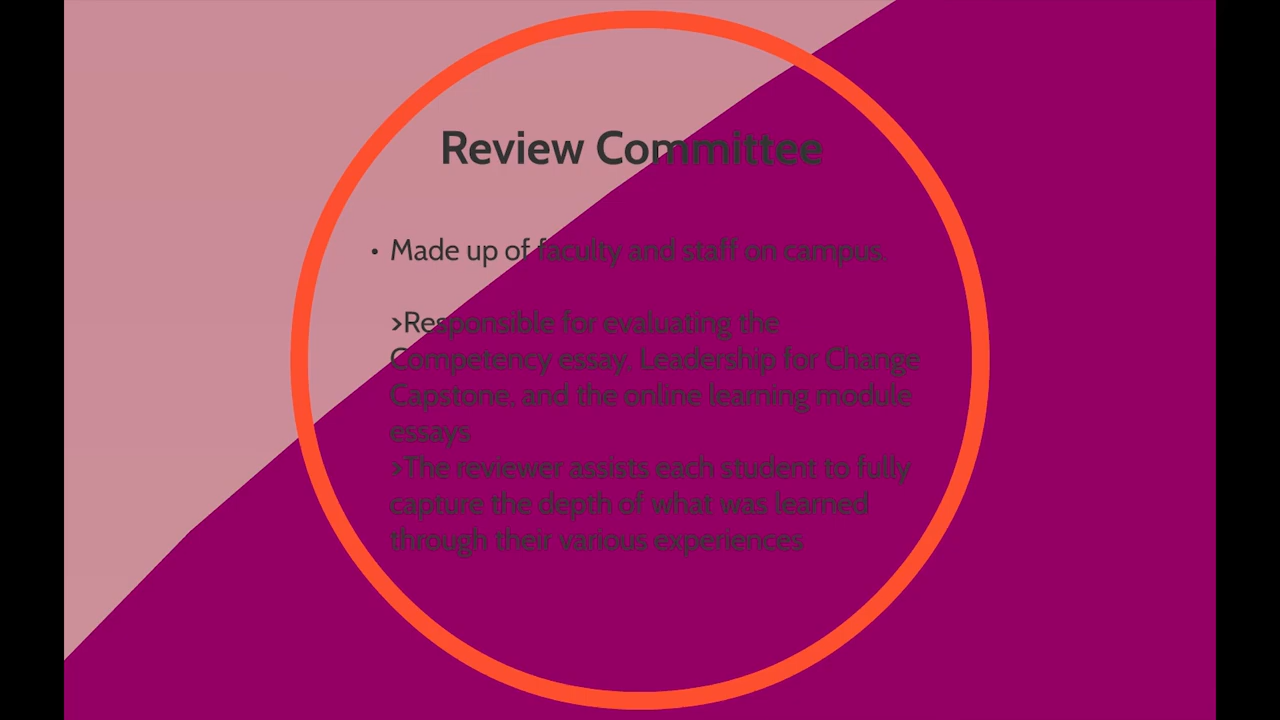 Review Committee
• Made up of faculty and staff on campus.
>Responsible for evaluating the
Competency essay, Leadership for Change
Capstone, and the online learning module
essays
>The reviewer assists each student to fully
capture the depth of what was learned
through their various experiences